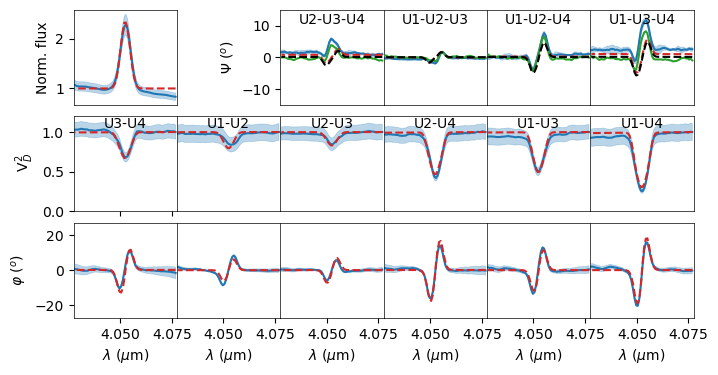 Norm. flux
2
1
Ψ (°)
10
0
−10
U2-U3-U4
U1-U2-U3
U1-U2-U4
U1-U3-U4
V²_D
1.0
0.5
0.0
U3-U4
U1-U2
U2-U3
U2-U4
U1-U3
U1-U4
φ (°)
20
0
−20
4.050 4.075 4.050 4.075 4.050 4.075 4.050 4.075 4.050 4.075 4.050 4.075
λ (μm) λ (μm) λ (μm) λ (μm) λ (μm) λ (μm)